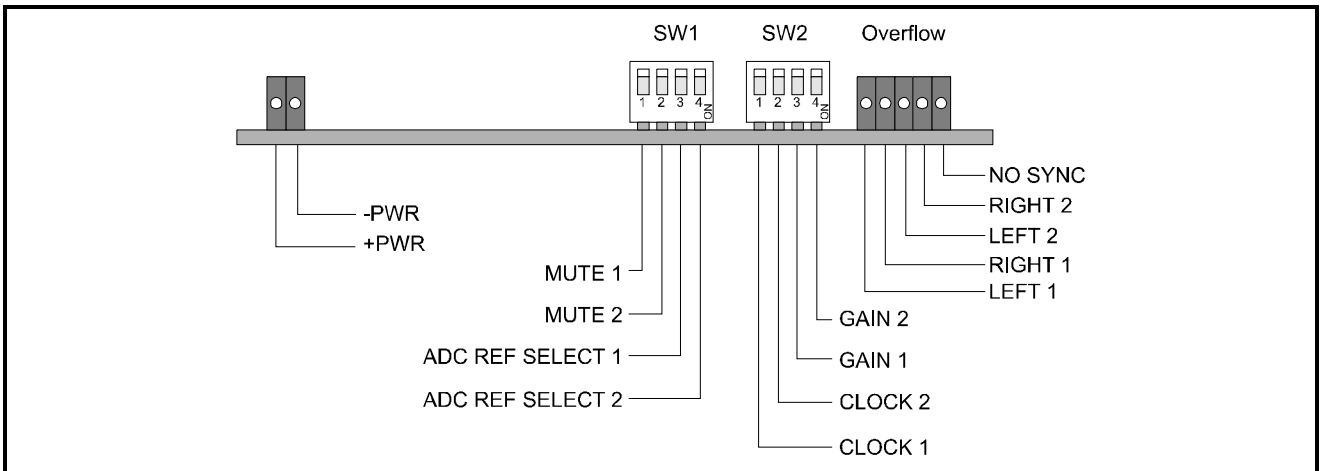 SW1 SW2 Overflow
1 2 3 4 ON 1 2 3 4 ON
NO SYNC
RIGHT 2
LEFT 2
RIGHT 1
LEFT 1
-PWR
+PWR
MUTE 1
MUTE 2
ADC REF SELECT 1
ADC REF SELECT 2
GAIN 2
GAIN 1
CLOCK 2
CLOCK 1